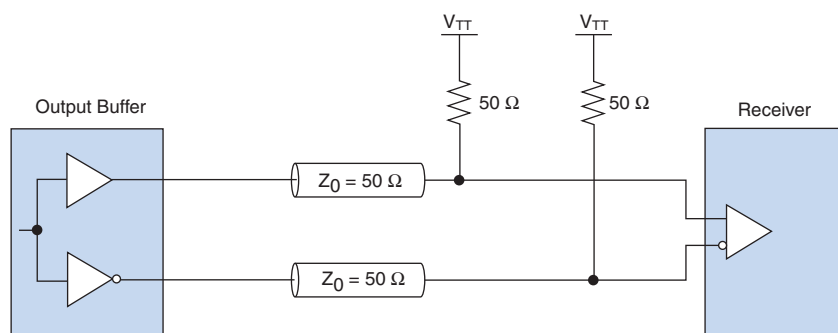 V_TT V_TT
50 Ω 50 Ω
Output Buffer
Receiver
Z_0 = 50 Ω
Z_0 = 50 Ω